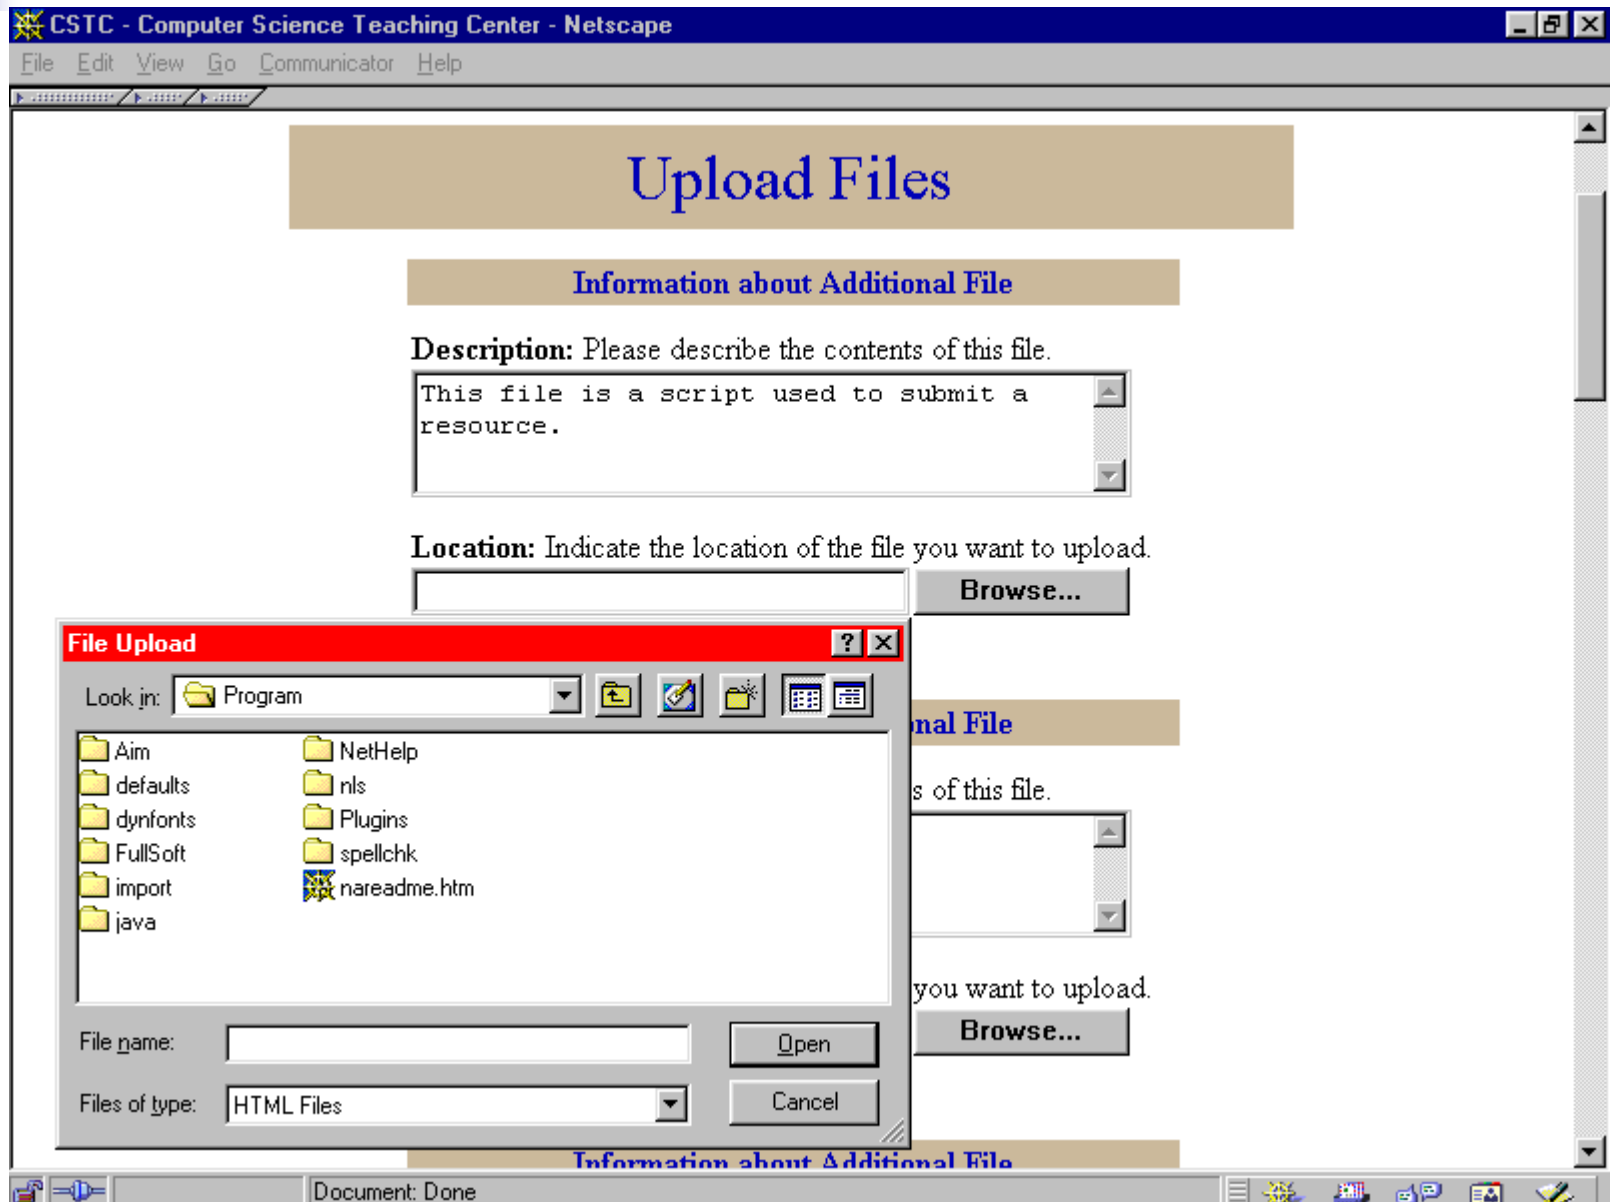 CSTC - Computer Science Teaching Center - Netscape
File Edit View Go Communicator Help
Upload Files
Information about Additional File
Description: Please describe the contents of this file.
This file is a script used to submit a
resource.
Location: Indicate the location of the file you want to upload.
Browse...
File Upload
Look in: Program
Aim
defaults
dynfonts
FullSoft
import
java
NetHelp
nls
Plugins
spellchk
nareadme.htm
File name:
Open
Files of type: HTML Files
Cancel
onal File
s of this file.
you want to upload.
Browse...
Information about Additional File
Document: Done